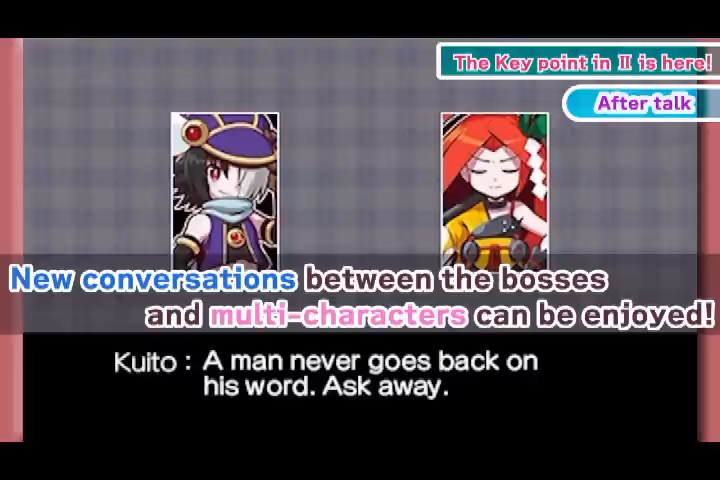 The Key point in Ⅱ is here!
After talk
New conversations between the bosses
and multi-characters can be enjoyed!
Kuito : A man never goes back on
his word. Ask away.